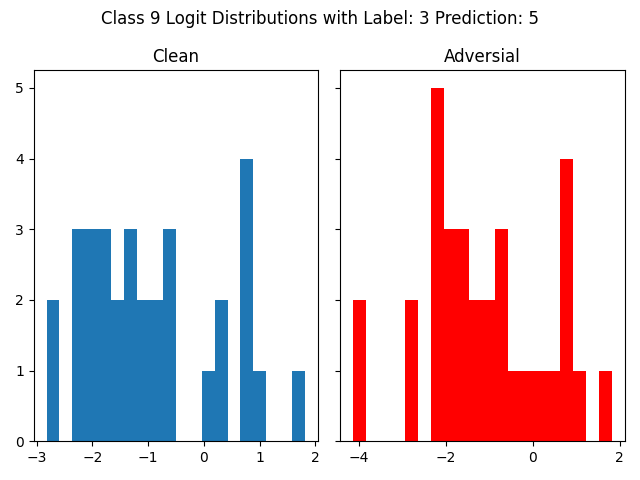 Class 9 Logit Distributions with Label: 3 Prediction: 5
Clean
Adversial
5
4
3
2
1
0
−3 −2 −1 0 1 2
−4 −2 0 2